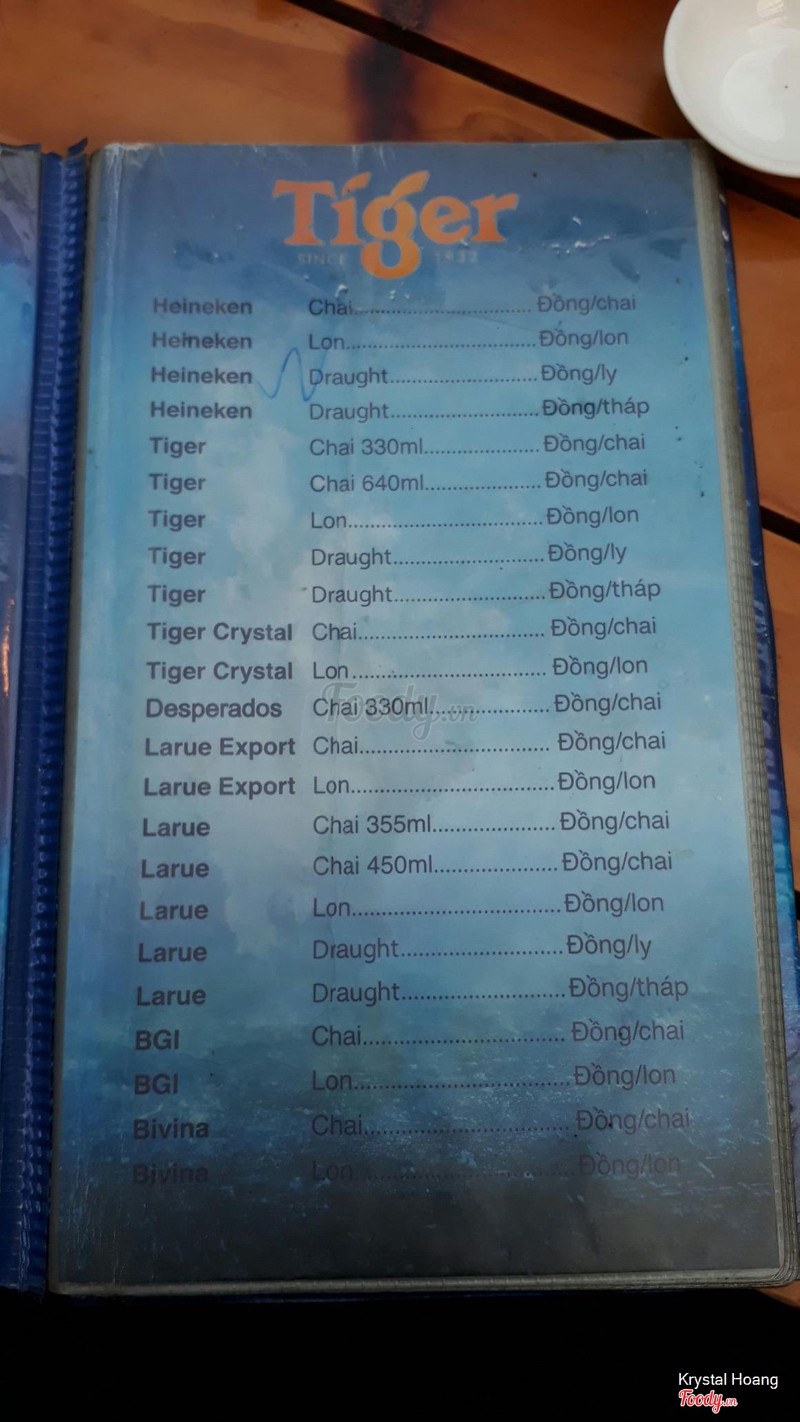 Tiger
SINCE 1932
Heineken Chai.............................. Đồng/chai
Heineken Lon................................Đồng/lon
Heineken Draught.........................Đồng/ly
Heineken Draught.........................Đồng/tháp
Tiger Chai 330ml....................Đồng/chai
Tiger Chai 640ml....................Đồng/chai
Tiger Lon.................................Đồng/lon
Tiger Draught.........................Đồng/ly
Tiger Draught.........................Đồng/tháp
Tiger Crystal Chai............................... Đồng/chai
Tiger Crystal Lon................................ Đồng/lon
Desperados Chai 330ml....................Đồng/chai
Larue Export Chai............................... Đồng/chai
Larue Export Lon..................................Đồng/lon
Larue Chai 355ml.................... Đồng/chai
Larue Chai 450ml.................... Đồng/chai
Larue Lon..................................Đồng/lon
Larue Draught..........................Đồng/ly
Larue Draught..........................Đồng/tháp
BGI Chai................................ Đồng/chai
BGI Lon..................................Đồng/lon
Bivina Chai................................ Đồng/chai
Bivina Lon..................................Đồng/lon
Foody.vn
Krystal Hoang
Foody.vn